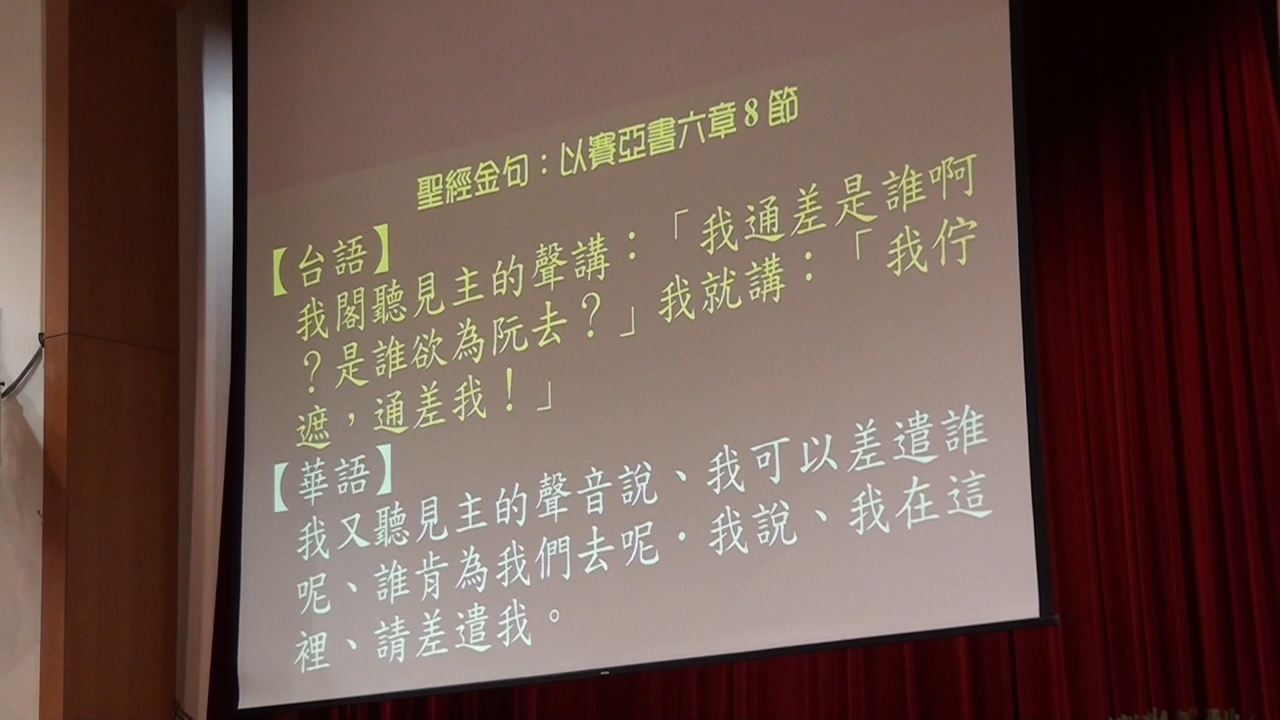 聖經金句：以賽亞書六章8節
【台語】
我閣聽見主的聲講：「我通差是誰啊
？是誰欲為阮去？」我就講：「我佇
遮，通差我！」
【華語】
我又聽見主的聲音說、我可以差遣誰
呢、誰肯為我們去呢．我說、我在這
裡、請差遣我。